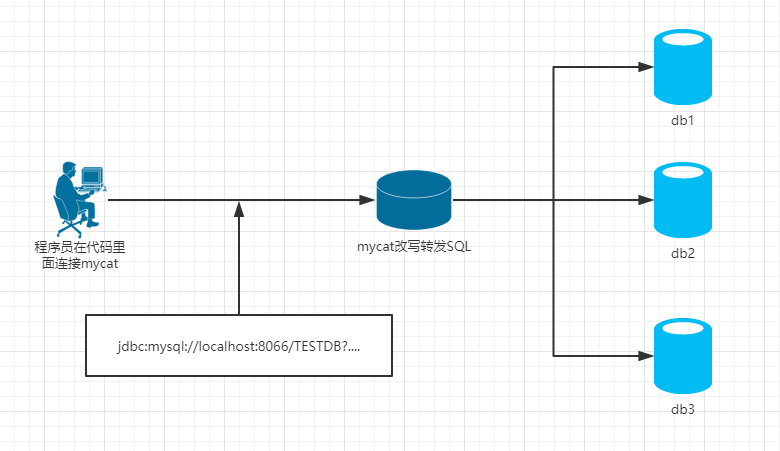 程序员在代码里
面连接mycat
jdbc:mysql://localhost:8066/TESTDB?....
mycat改写转发SQL
db1
db2
db3